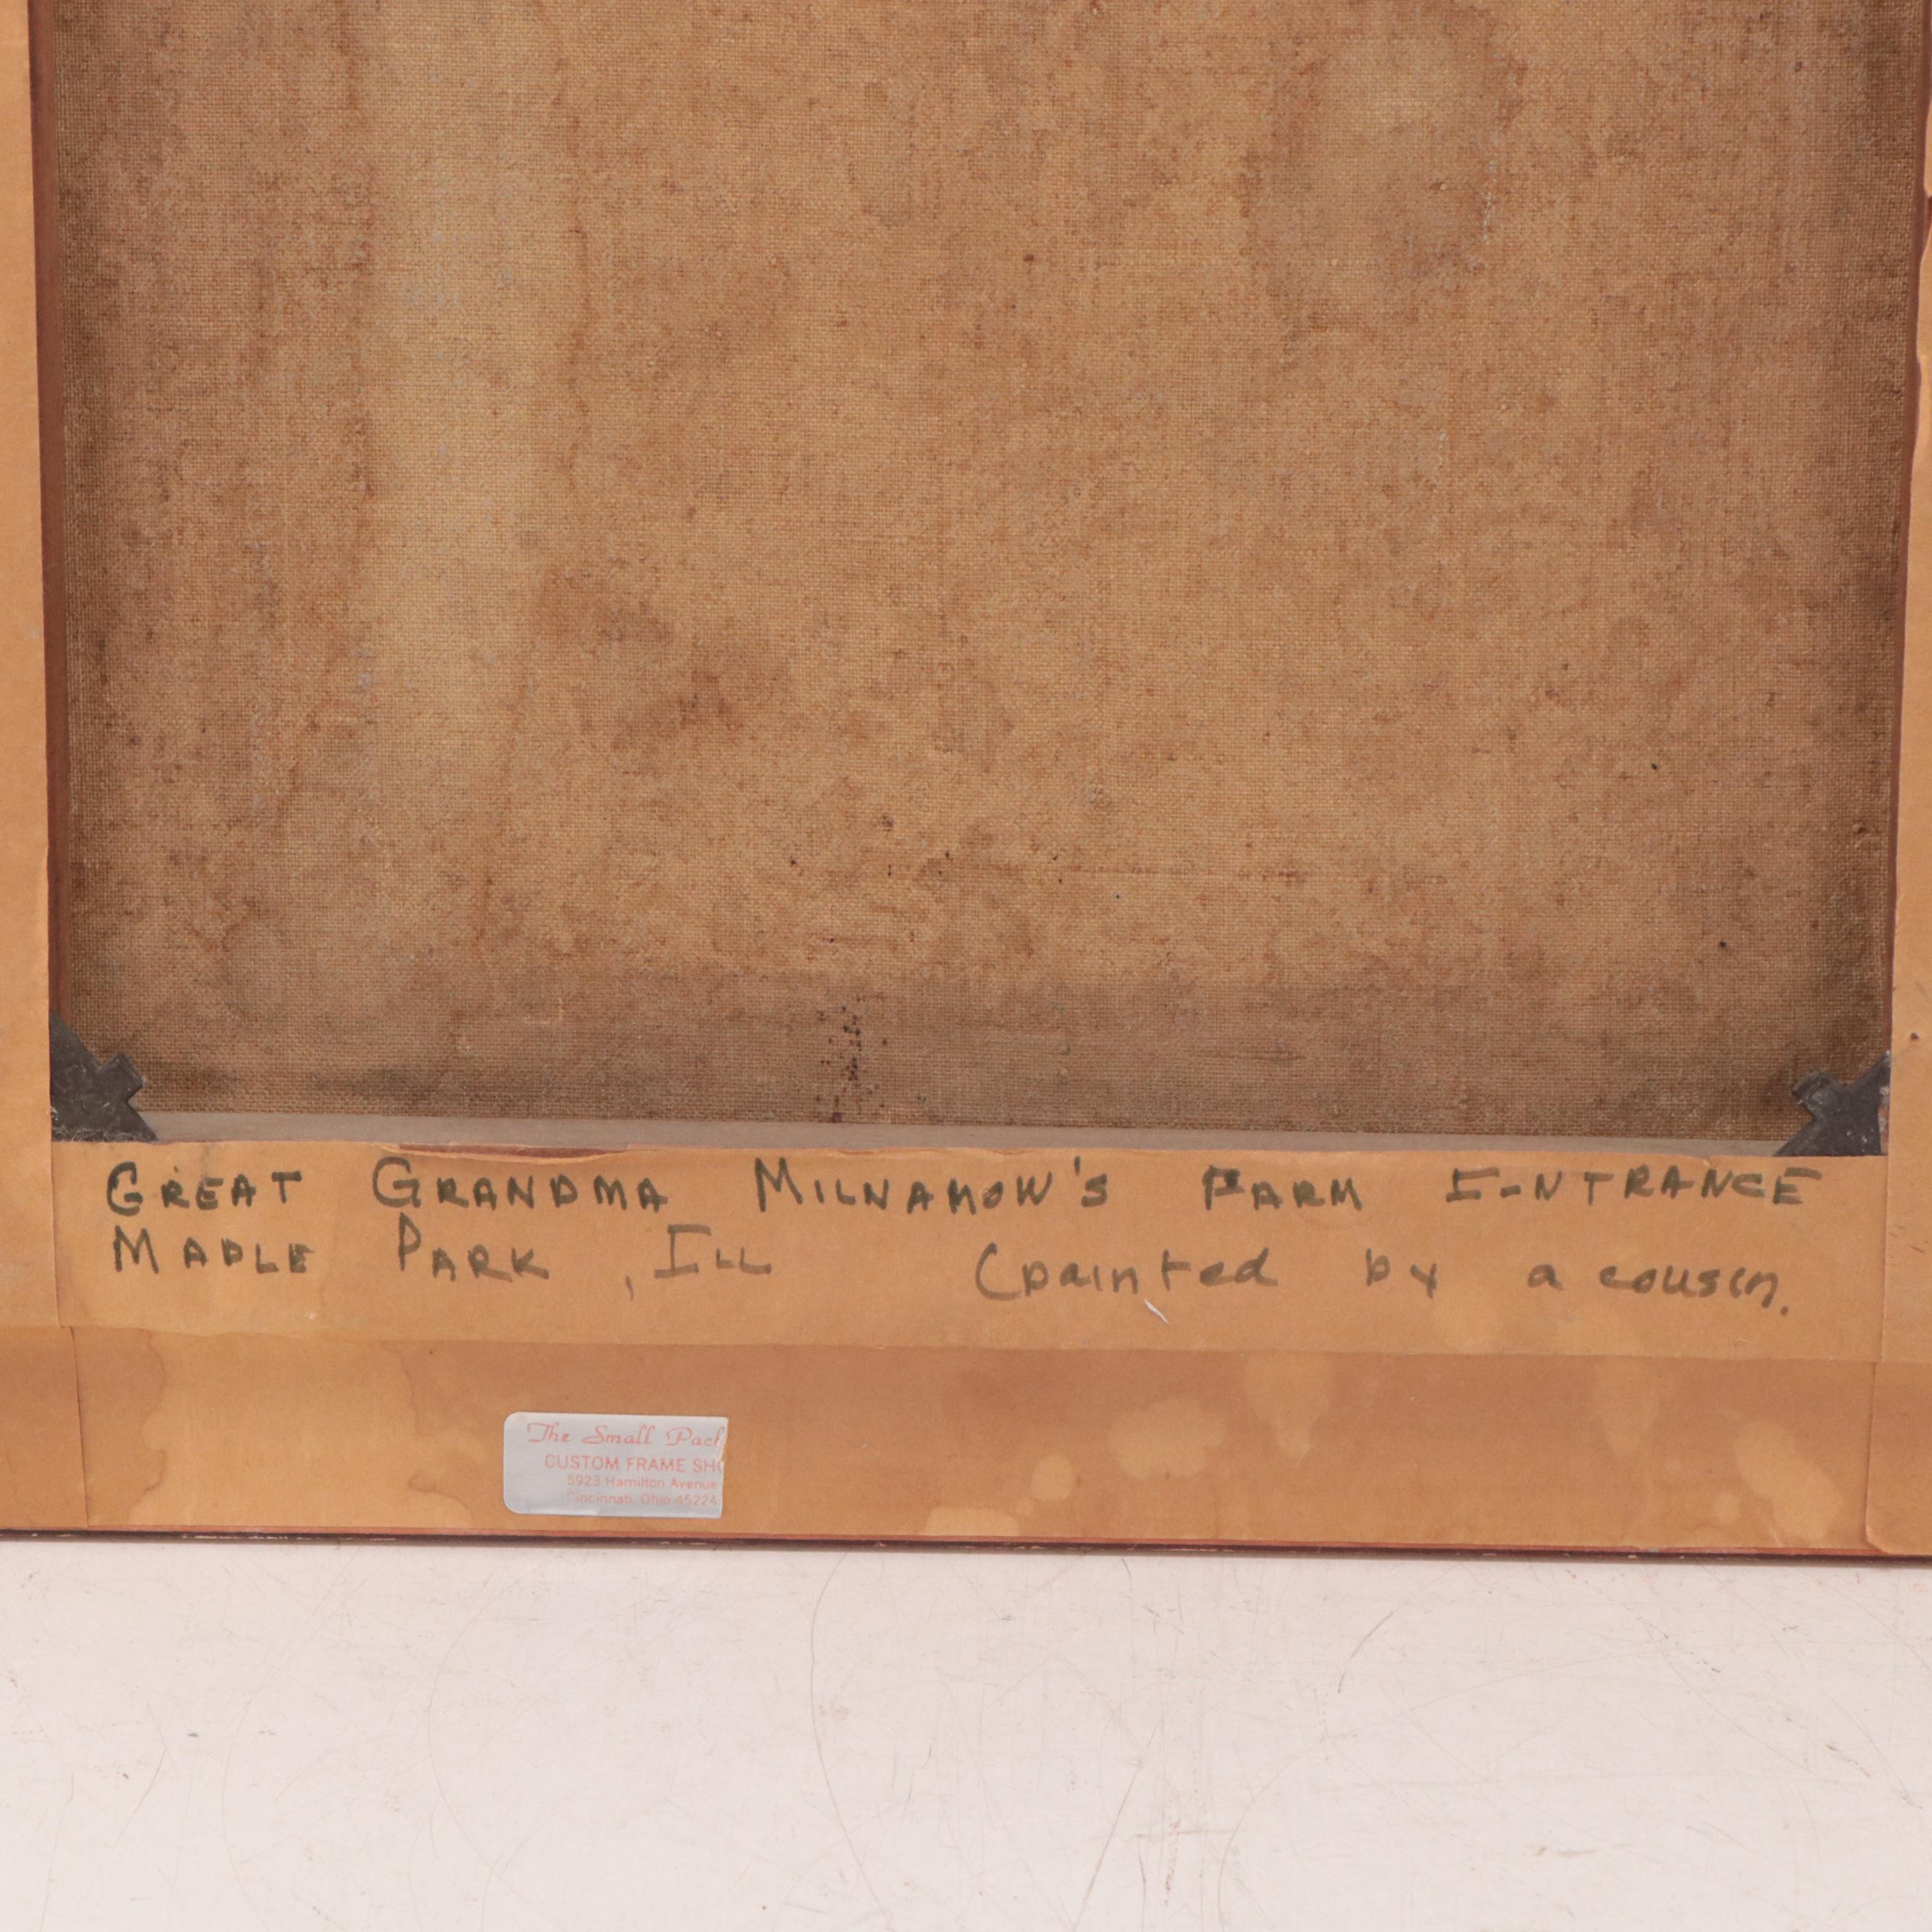 GREAT GRANDMA MILNAMOW'S FARM ENTRANCE
MAPLE PARK, ILL (painted by a cousin.
The Small Pack
CUSTOM FRAME SHO
5923 Hamilton Avenue
Cincinnati, Ohio 45224